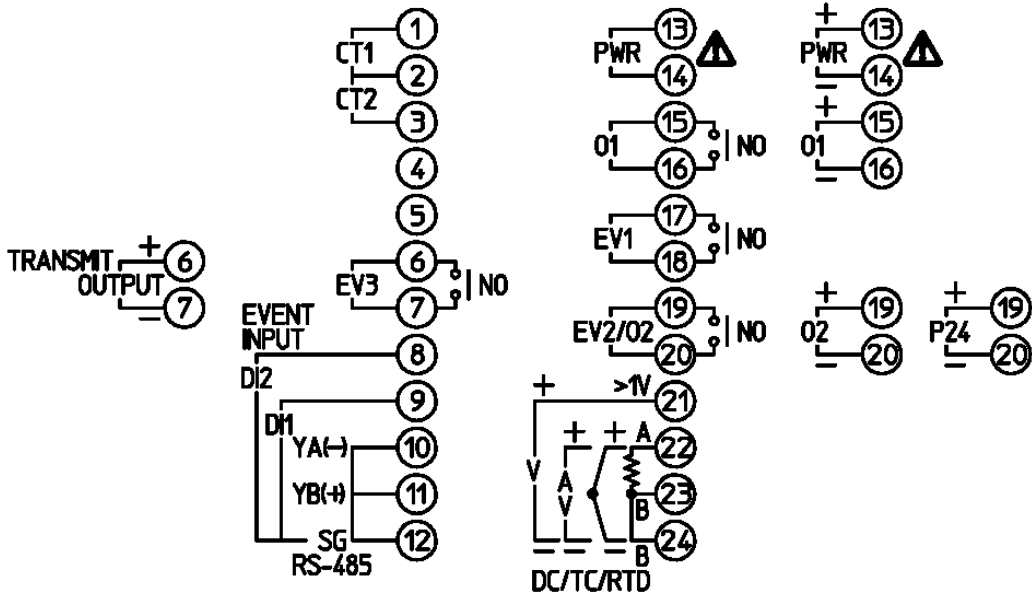 1
CT1
2
CT2
3
4
5
6
EV3
NO
7
TRANSMIT
OUTPUT
+
6
−
7
EVENT
INPUT
8
DI2
9
DI1
YA(−)
10
YB(+)
11
SG
12
RS-485
13
PWR
14
15
O1
NO
16
17
EV1
NO
18
19
EV2/O2
NO
20
+
>1V
21
+
+
A
22
V
A
V
23
B
−
−
−
B
24
DC/TC/RTD
+
13
PWR
−
14
+
15
O1
−
16
+
19
O2
−
20
+
19
P24
−
20